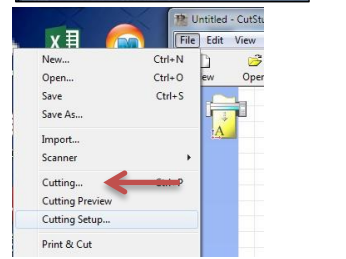 Untitled - CutStu
File Edit View
New... Ctrl+N
ew Oper
Open... Ctrl+O
Save Ctrl+S
Save As...
A
Import...
Scanner
Cutting...
Cutting Preview
Cutting Setup...
Print & Cut